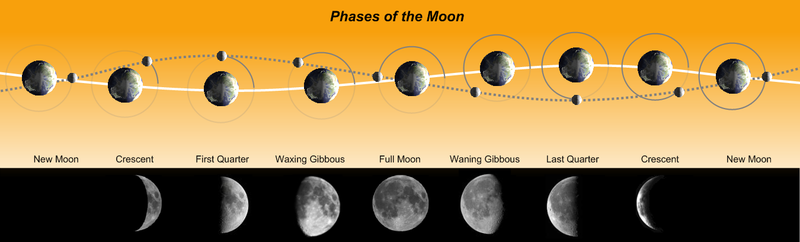 Phases of the Moon
New Moon
Crescent
First Quarter
Waxing Gibbous
Full Moon
Waning Gibbous
Last Quarter
Crescent
New Moon